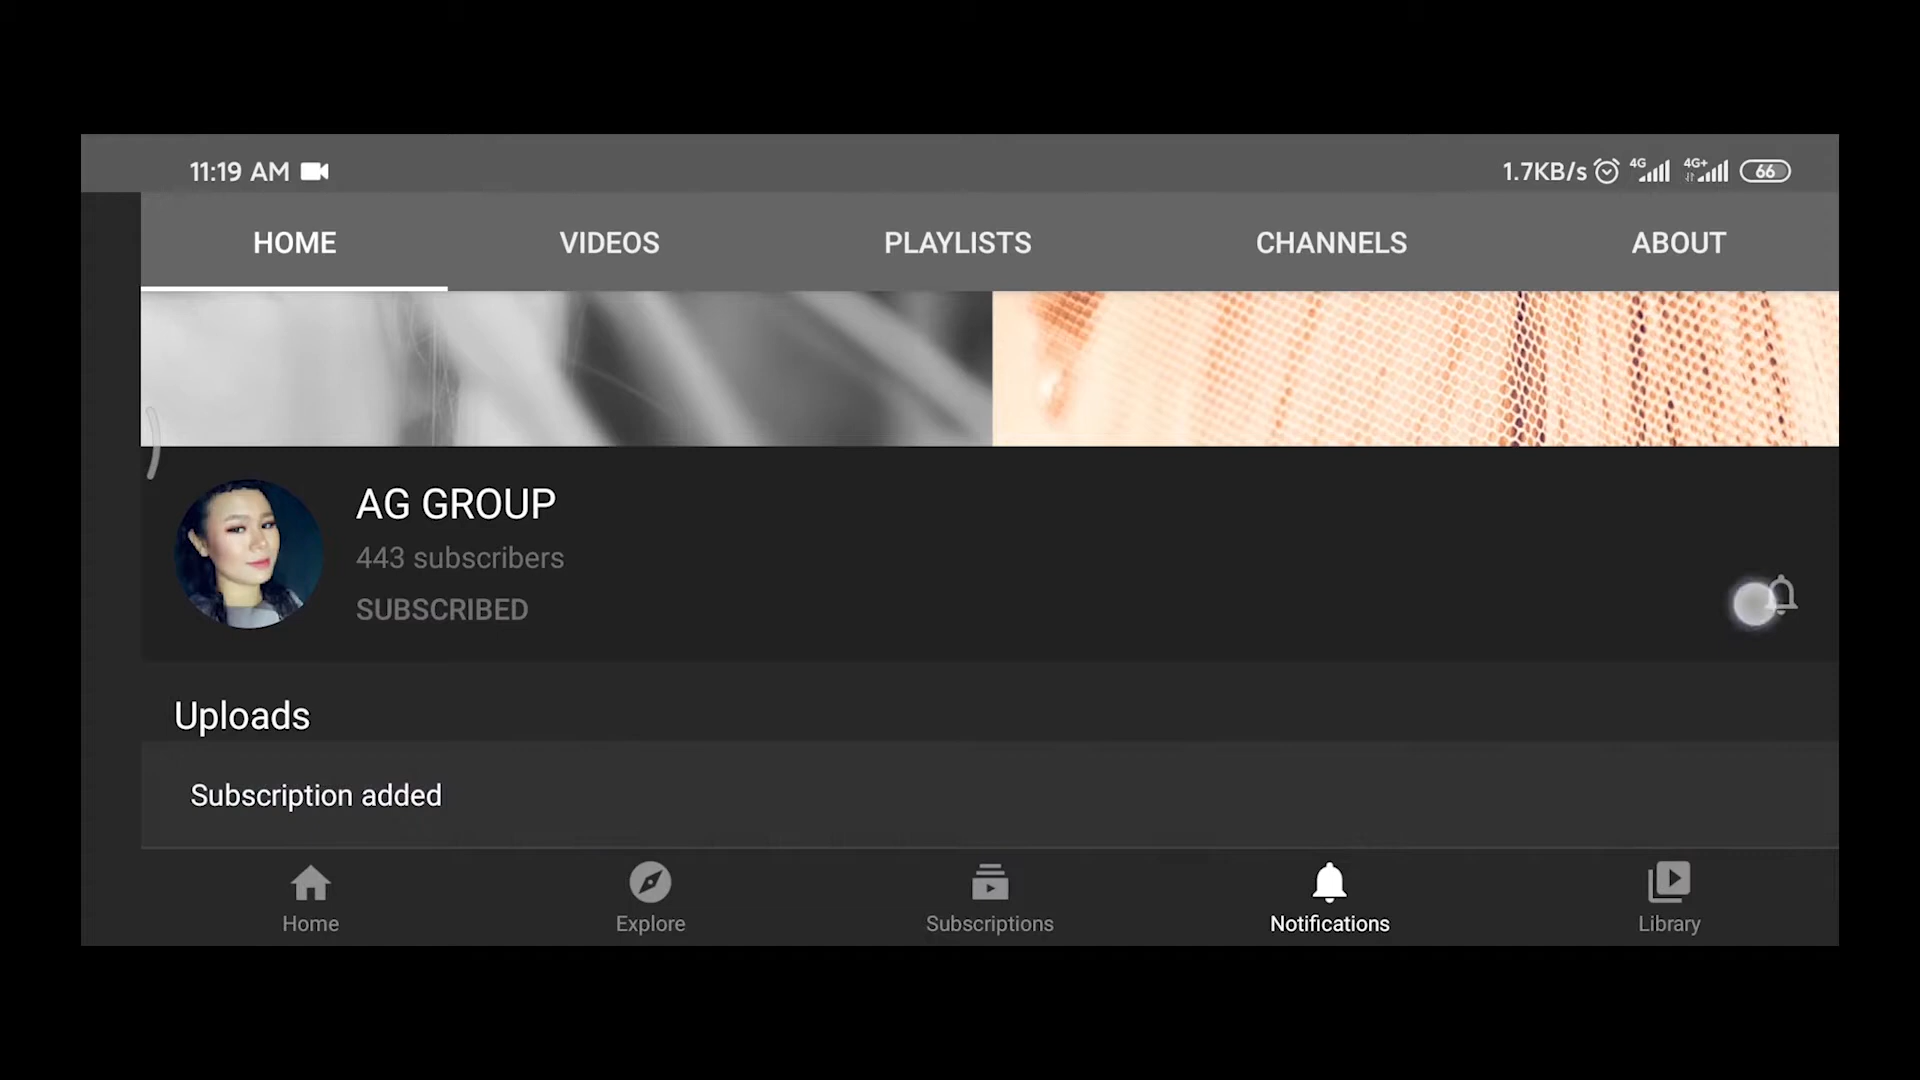 11:19 AM
1.7KB/s 4G 4G+ 66
HOME VIDEOS PLAYLISTS CHANNELS ABOUT
AG GROUP
443 subscribers
SUBSCRIBED
Uploads
Subscription added
Home Explore Subscriptions Notifications Library